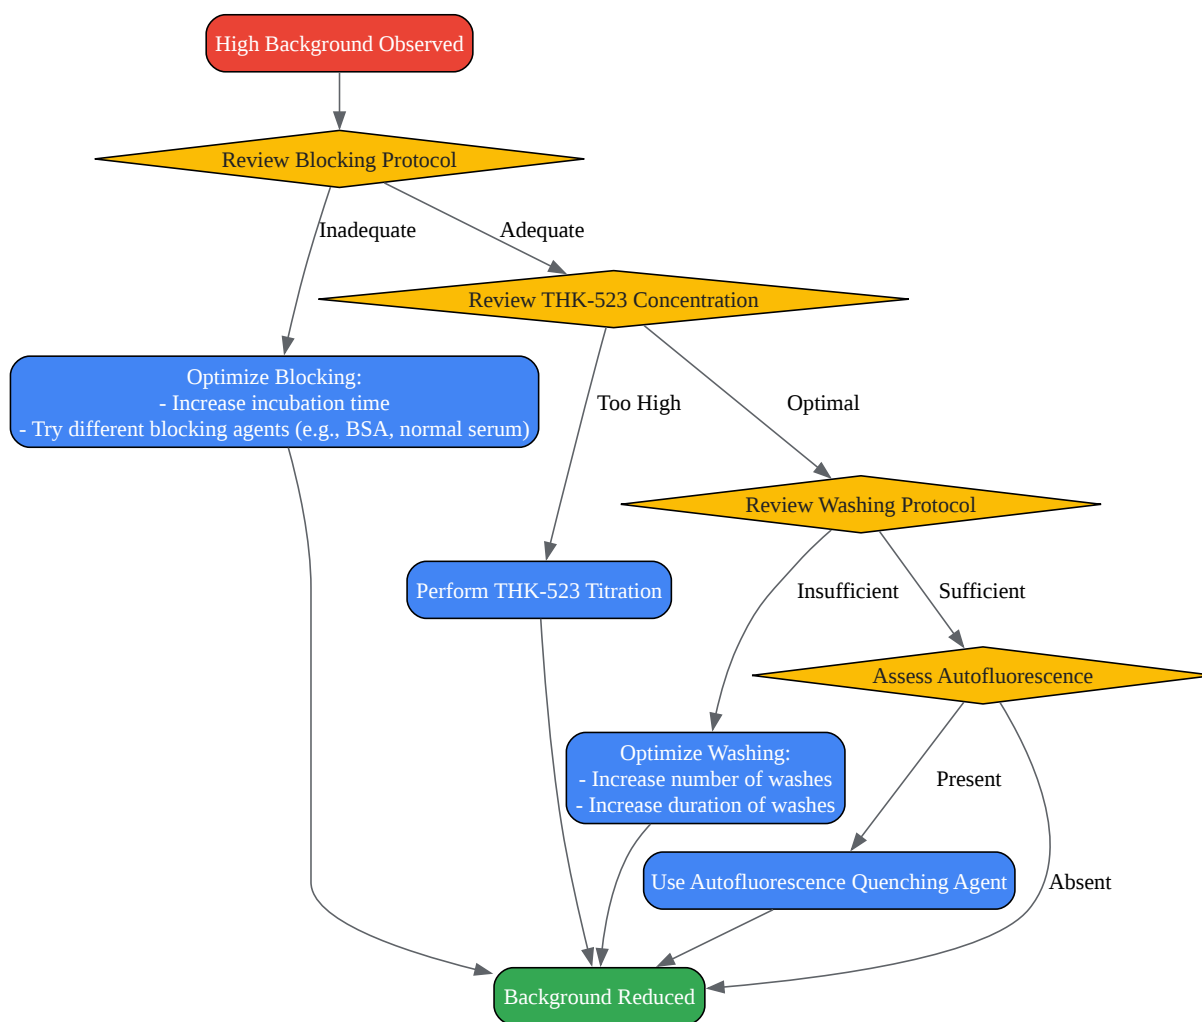 High Background Observed
Review Blocking Protocol
Inadequate
Adequate
Review THK-523 Concentration
Optimize Blocking:
- Increase incubation time
- Try different blocking agents (e.g., BSA, normal serum)
Too High
Optimal
Review Washing Protocol
Perform THK-523 Titration
Insufficient
Sufficient
Assess Autofluorescence
Optimize Washing:
- Increase number of washes
- Increase duration of washes
Present
Use Autofluorescence Quenching Agent
Absent
Background Reduced